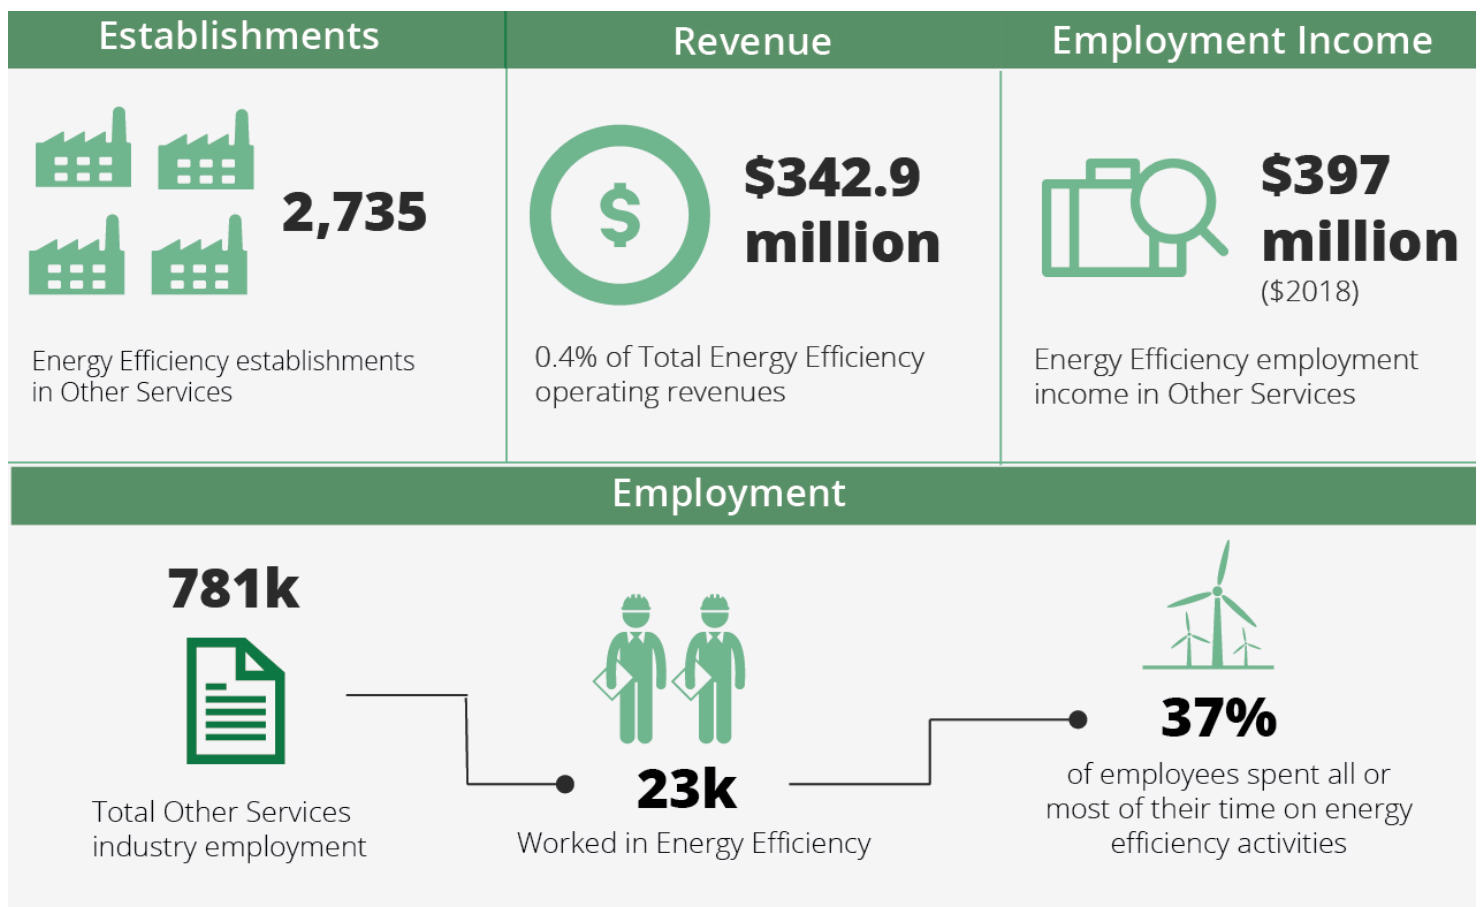 Establishments
2,735
Energy Efficiency establishments
in Other Services
Revenue
$
$342.9
million
0.4% of Total Energy Efficiency
operating revenues
Employment Income
$397
million
($2018)
Energy Efficiency employment
income in Other Services
Employment
781k
Total Other Services
industry employment
23k
Worked in Energy Efficiency
37%
of employees spent all or
most of their time on energy
efficiency activities